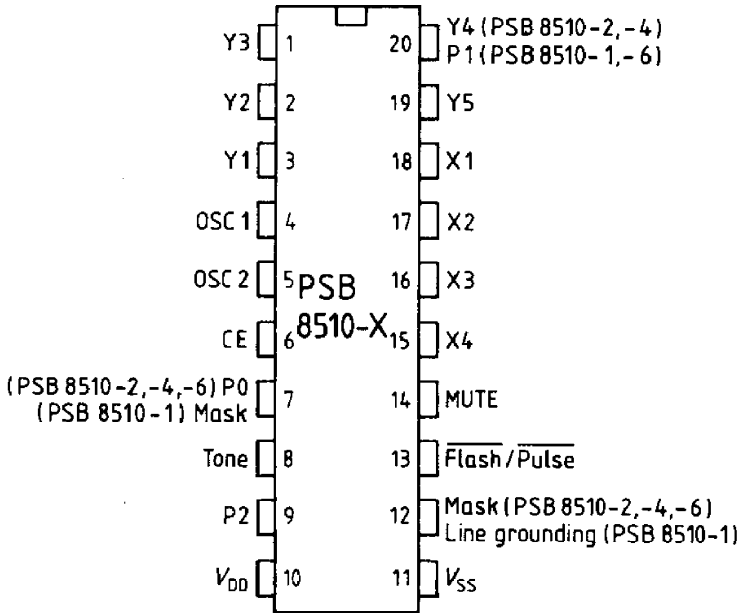 Y3 1 20 Y4 (PSB 8510-2,-4)
P1 (PSB 8510-1,-6)
Y2 2 19 Y5
Y1 3 18 X1
OSC 1 4 17 X2
OSC 2 5 16 X3
PSB
8510-X
CE 6 15 X4
(PSB 8510-2,-4,-6) P0 7 14 MUTE
(PSB 8510-1) Mask
Tone 8 13 Flash/Pulse
P2 9 12 Mask (PSB 8510-2,-4,-6)
Line grounding (PSB 8510-1)
VDD 10 11 VSS